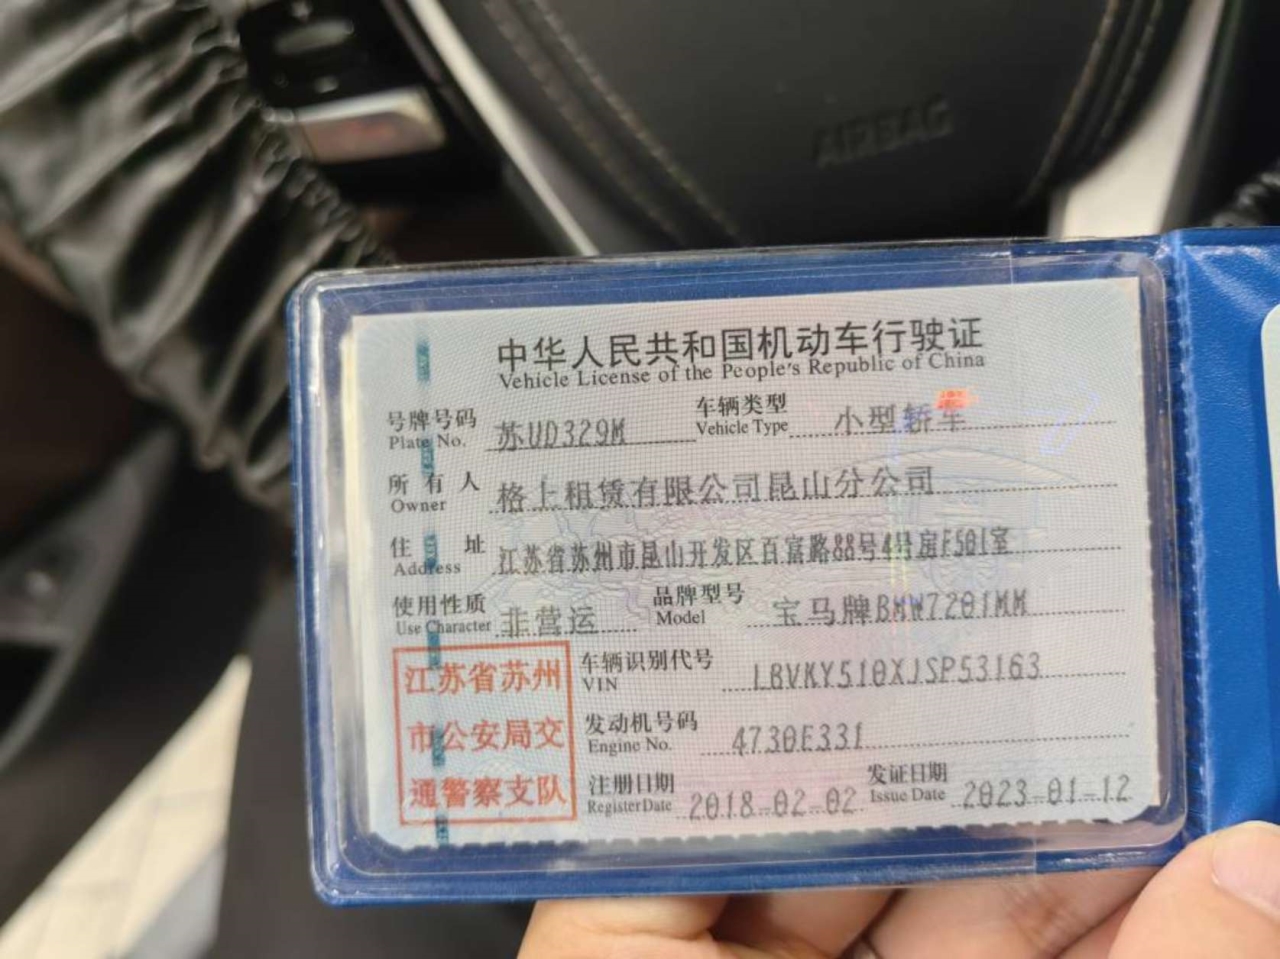 AIRBAG
中华人民共和国机动车行驶证
Vehicle License of the People's Republic of China
号牌号码 Plate No. 苏UD329M 车辆类型 Vehicle Type 小型轿车
所有人 Owner 格上租赁有限公司昆山分公司
住址 Address 江苏省苏州市昆山开发区百富路88号4号房F501室
使用性质 Use Character 非营运 品牌型号 Model 宝马牌BMW7201MM
江苏省苏州
市公安局交
通警察支队
车辆识别代号 VIN LBVKY510XJSP53163
发动机号码 Engine No. 4730E331
注册日期 Register Date 2018-02-02 发证日期 Issue Date 2023-01-12